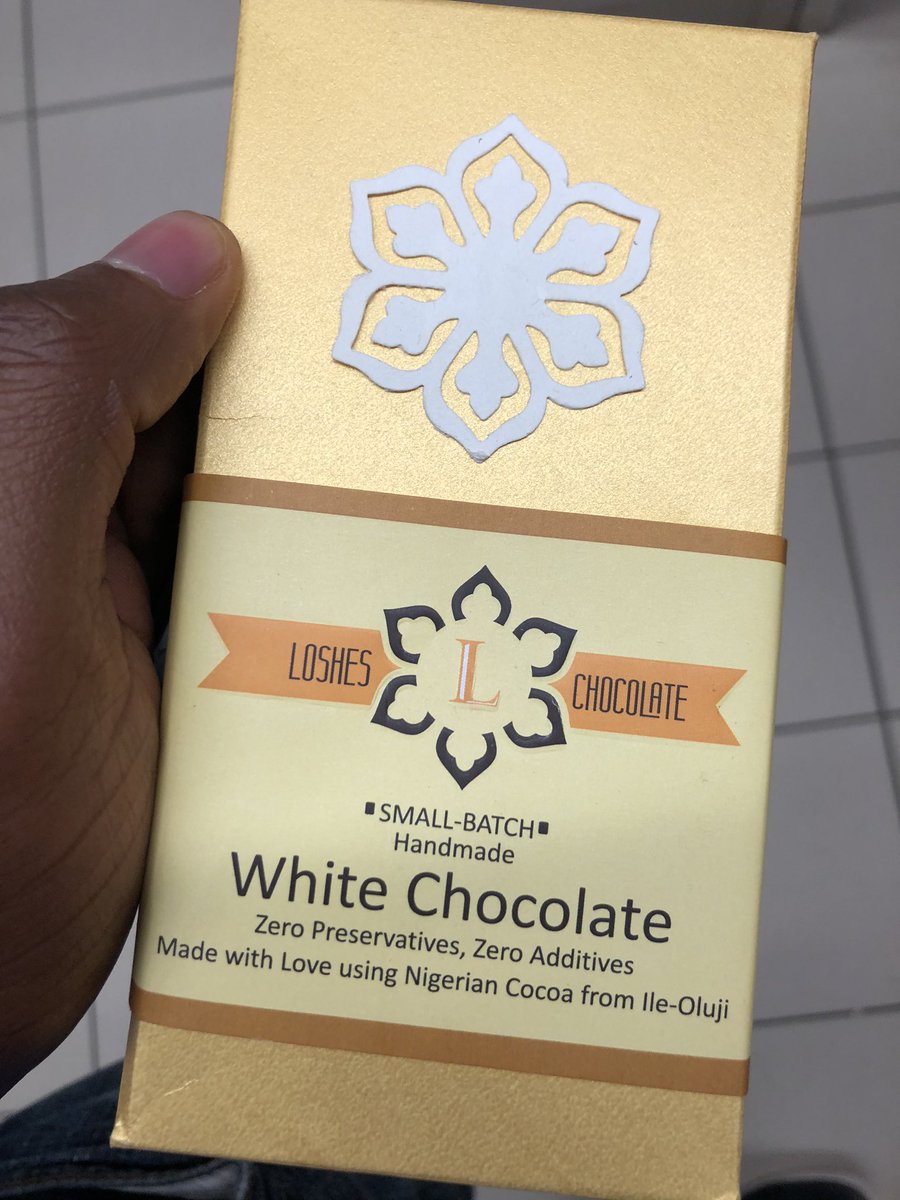 LOSHES L CHOCOLATE
SMALL-BATCH
Handmade
White Chocolate
Zero Preservatives, Zero Additives
Made with Love using Nigerian Cocoa from Ile-Oluji